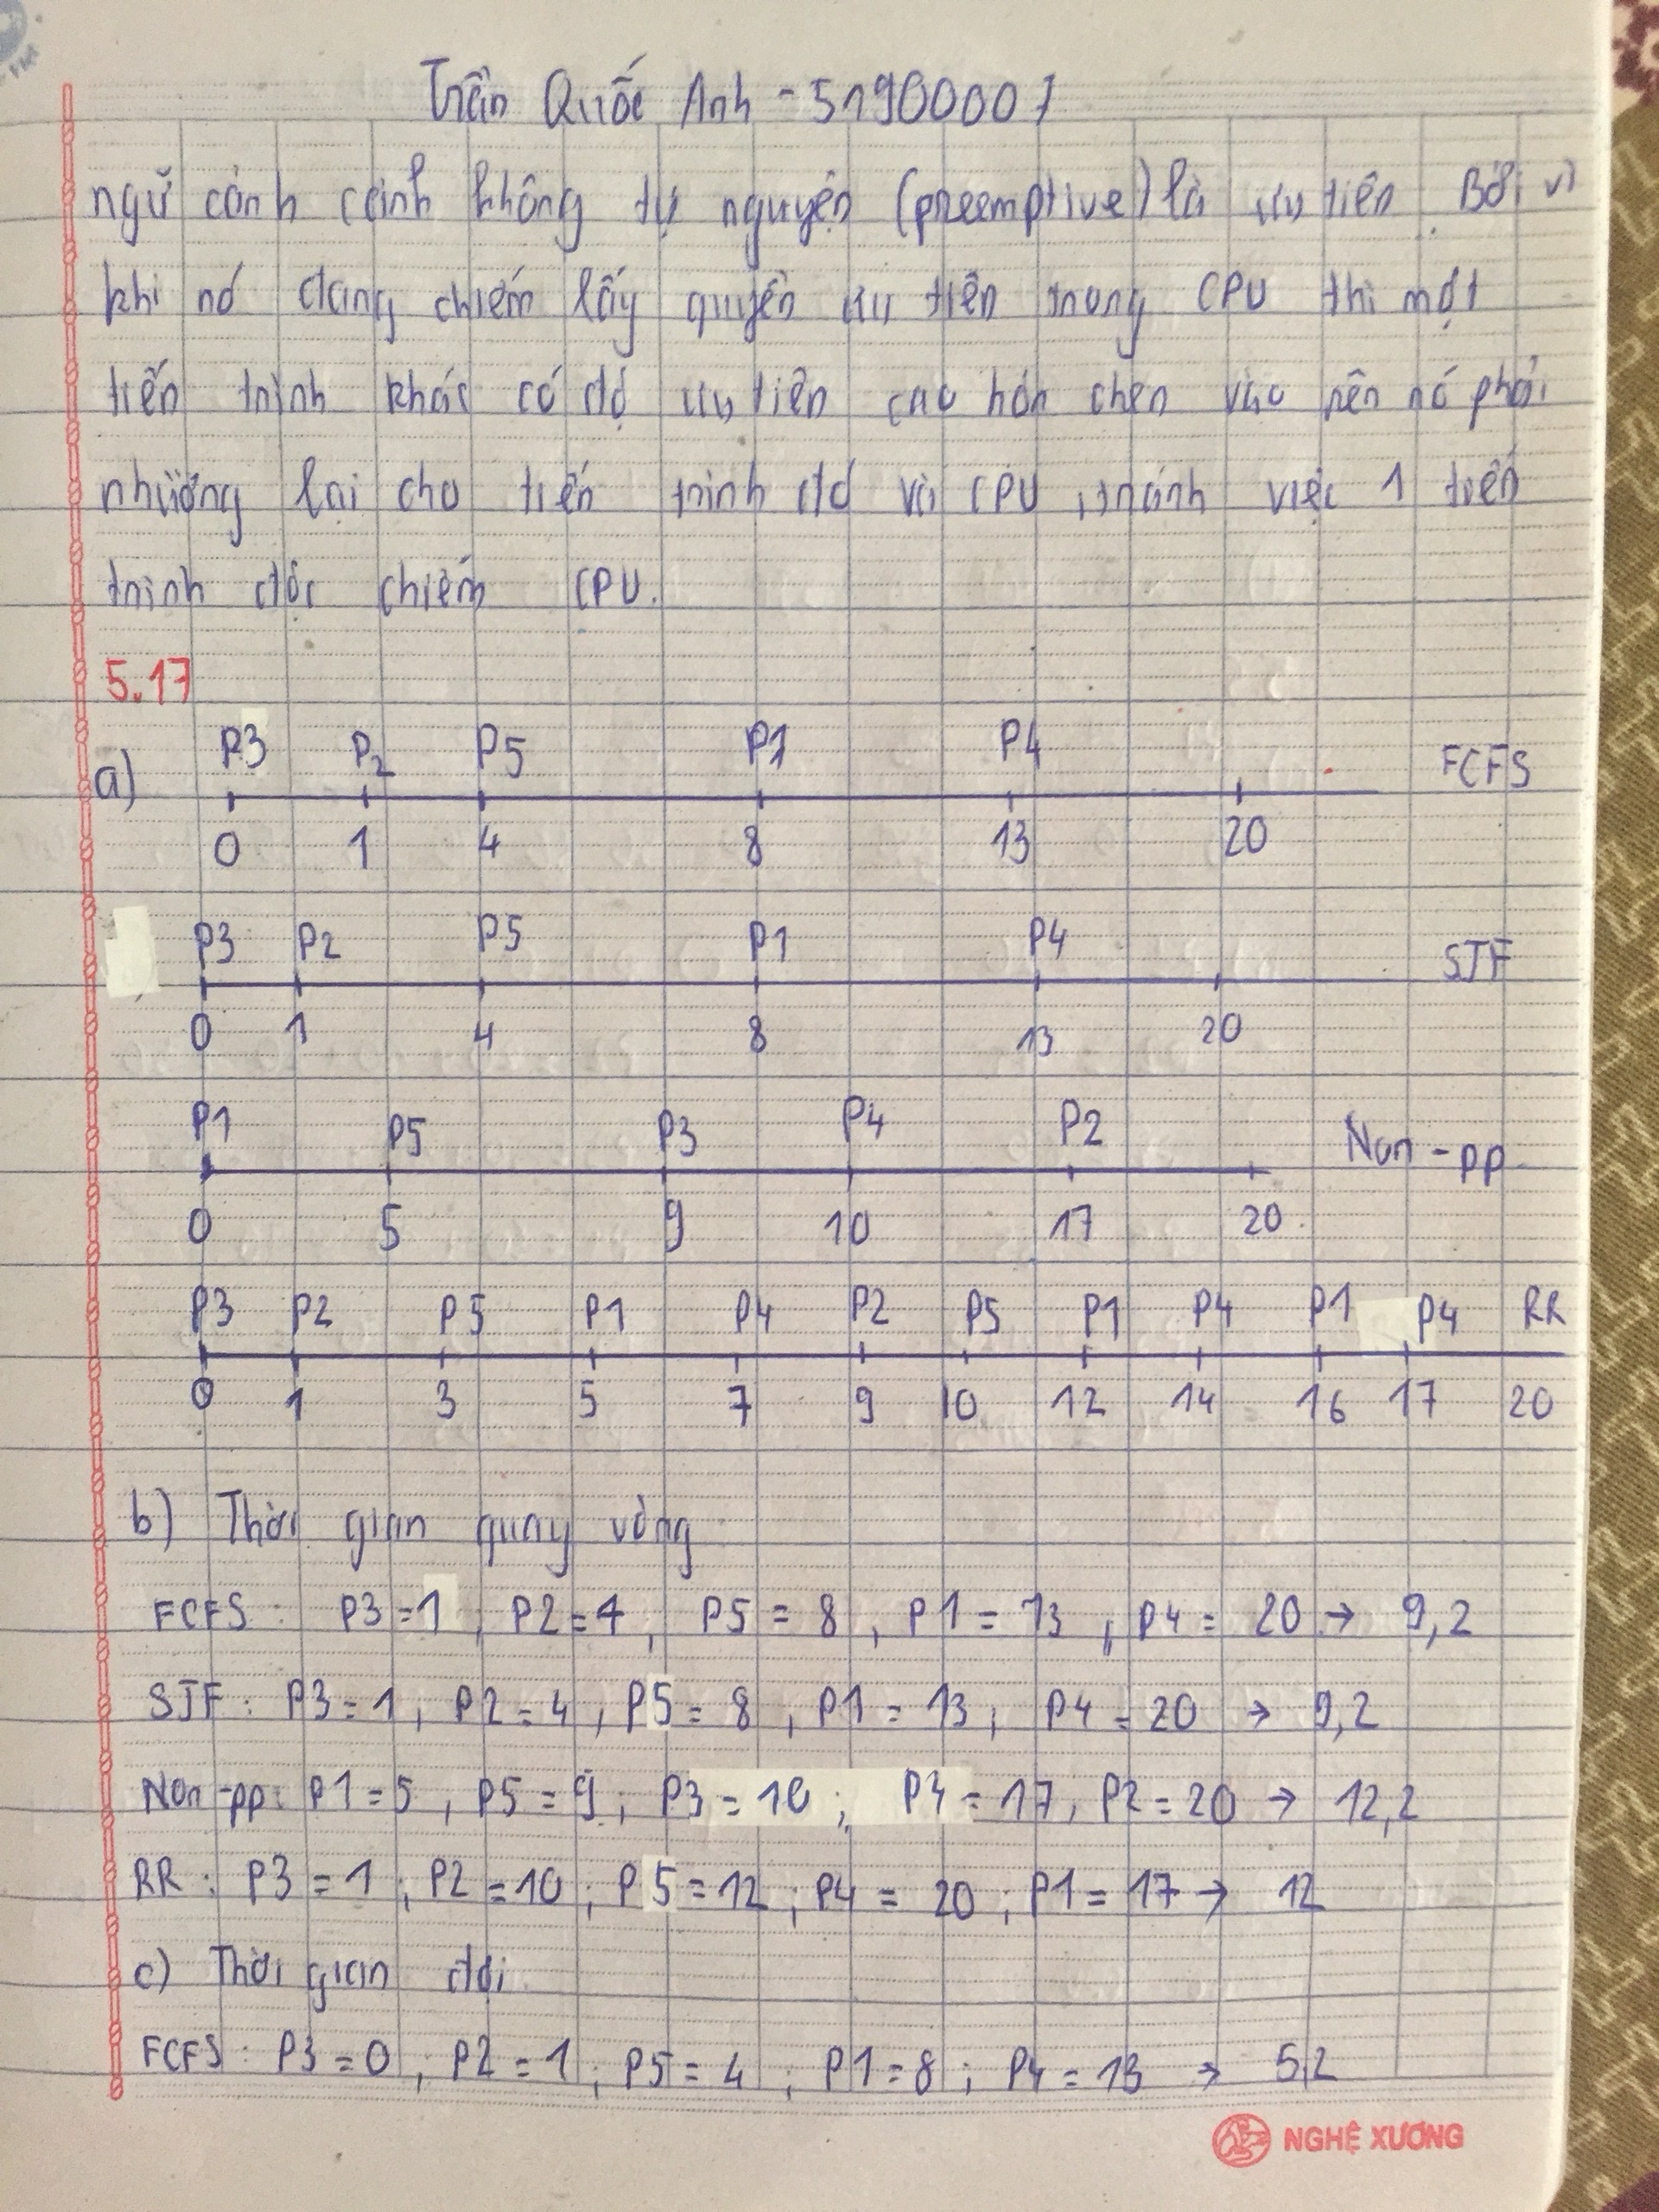 Trần Quốc Anh - 51900007
ngữ cảnh cảnh không tự nguyện (preemptive) là ưu tiên. Bởi vì
khi nó đang chiếm lấy quyền ưu tiên trong CPU thì một
tiến trình khác có độ ưu tiên cao hơn chen vào nên nó phải
nhường lại cho tiến trình đó và CPU, tránh việc 1 tiến
trình độc chiếm CPU.
5.17
a) P3 P2 P5 P1 P4 FCFS
0 1 4 8 13 20
P3 P2 P5 P1 P4 SJF
0 1 4 8 13 20
P1 P5 P3 P4 P2 Non-pp
0 5 9 10 17 20
P3 P2 P5 P1 P4 P2 P5 P1 P4 P1 P4 RR
0 1 3 5 7 9 10 12 14 16 17 20
b) Thời gian quay vòng
FCFS: P3=1, P2=4, P5=8, P1=13, P4=20 → 9,2
SJF: P3=1, P2=4, P5=8, P1=13, P4=20 → 9,2
Non-pp: P1=5, P5=9; P3=10; P4=17, P2=20 → 12,2
RR: P3=1; P2=10; P5=12; P4=20; P1=17 → 12
c) Thời gian đợi
FCFS: P3=0, P2=1; P5=4; P1=8; P4=13 → 5,2
NGHỆ XƯƠNG